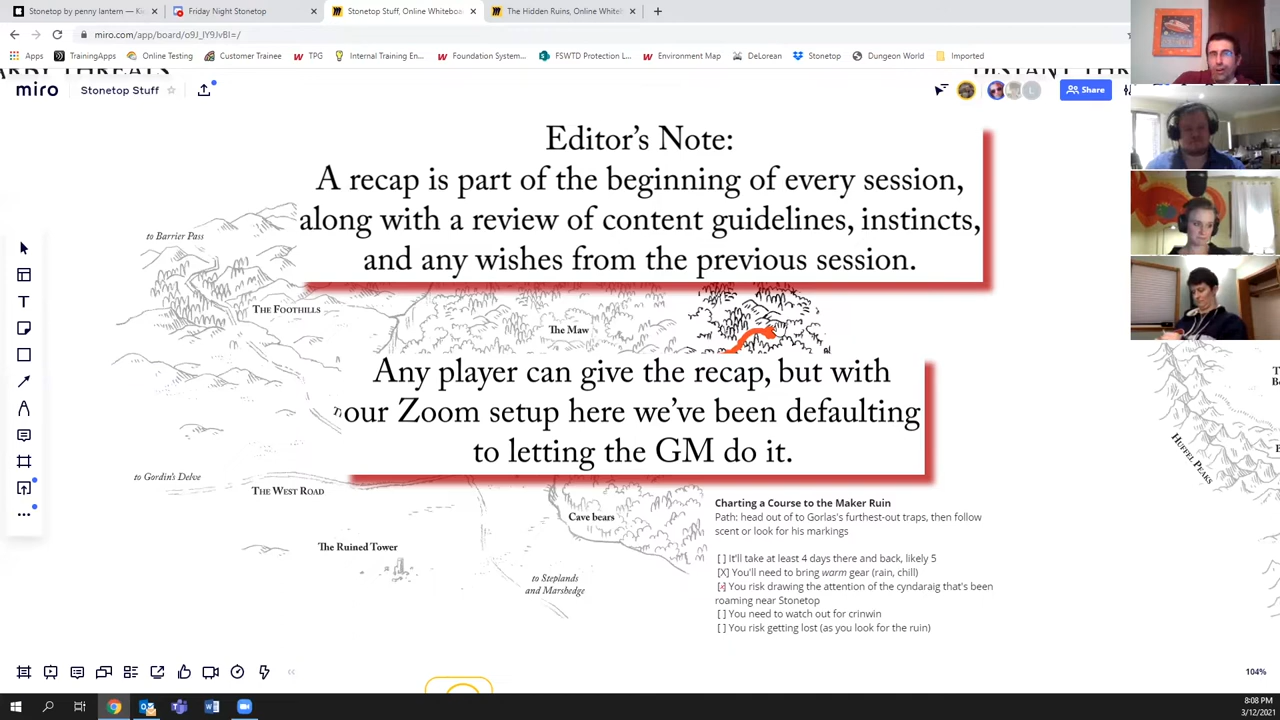 Stonetop by penny lantern — Ki
Friday Night Stonetop
Stonetop Stuff, Online Whiteboa
The Hidden Ruins, Online Whitel
miro.com/app/board/o9J_lY9JvBI=/
Apps
TrainingApps
Online Testing
Customer Trainee
TPG
Internal Training En...
Foundation System...
FSWTD Protection L...
Environment Map
DeLorean
Stonetop
Dungeon World
Imported
miro
Stonetop Stuff
Share
Editor's Note:
A recap is part of the beginning of every session,
along with a review of content guidelines, instincts,
and any wishes from the previous session.
to Barrier Pass
The Foothills
The Maw
Any player can give the recap, but with
our Zoom setup here we've been defaulting
to letting the GM do it.
to Gordin's Delve
The West Road
Huffel Peaks
Cave bears
The Ruined Tower
to Steplands
and Marshedge
Charting a Course to the Maker Ruin
Path: head out of to Gorlas's furthest-out traps, then follow
scent or look for his markings
[ ] It'll take at least 4 days there and back, likely 5
[X] You'll need to bring warm gear (rain, chill)
[x] You risk drawing the attention of the cyndaraig that's been
roaming near Stonetop
[ ] You need to watch out for crinwin
[ ] You risk getting lost (as you look for the ruin)
104%
8:08 PM
3/12/2021